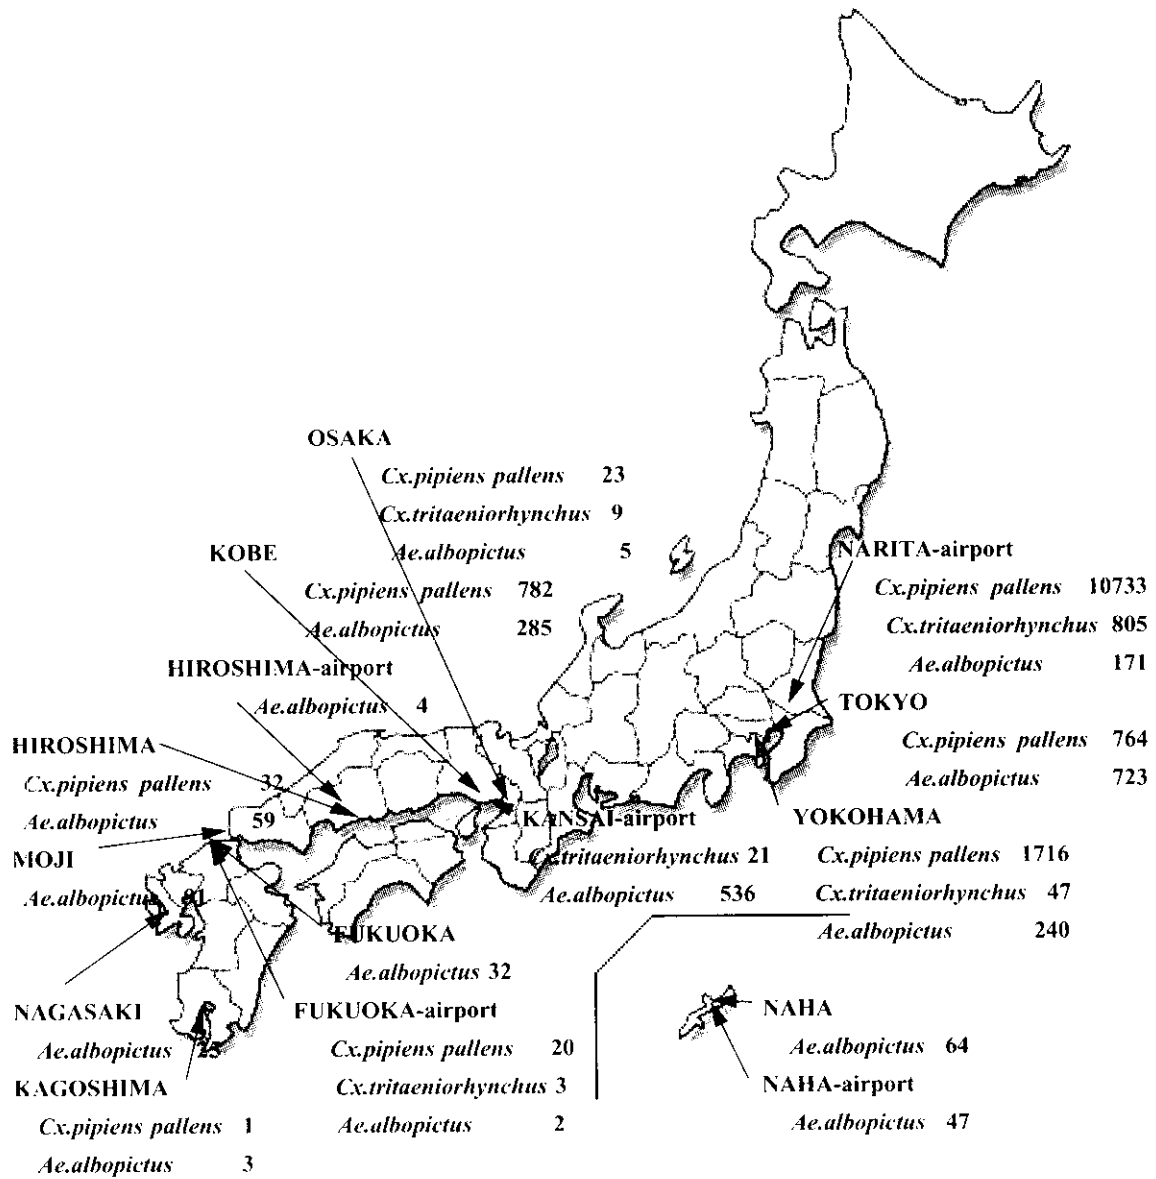 OSAKA
Cx.pipiens pallens 23
Cx.tritaeniorhynchus 9
Ae.albopictus 5
KOBE
Cx.pipiens pallens 782
Ae.albopictus 285
HIROSHIMA-airport
Ae.albopictus 4
HIROSHIMA
Cx.pipiens pallens 32
Ae.albopictus 59
MOJI
Ae.albopictus 91
NAGASAKI
Ae.albopictus 25
KAGOSHIMA
Cx.pipiens pallens 1
Ae.albopictus 3
FUKUOKA
Ae.albopictus 32
FUKUOKA-airport
Cx.pipiens pallens 20
Cx.tritaeniorhynchus 3
Ae.albopictus 2
NARITA-airport
Cx.pipiens pallens 10733
Cx.tritaeniorhynchus 805
Ae.albopictus 171
TOKYO
Cx.pipiens pallens 764
Ae.albopictus 723
KANSAI-airport
Cx.tritaeniorhynchus 21
Ae.albopictus 536
YOKOHAMA
Cx.pipiens pallens 1716
Cx.tritaeniorhynchus 47
Ae.albopictus 240
NAHA
Ae.albopictus 64
NAHA-airport
Ae.albopictus 47